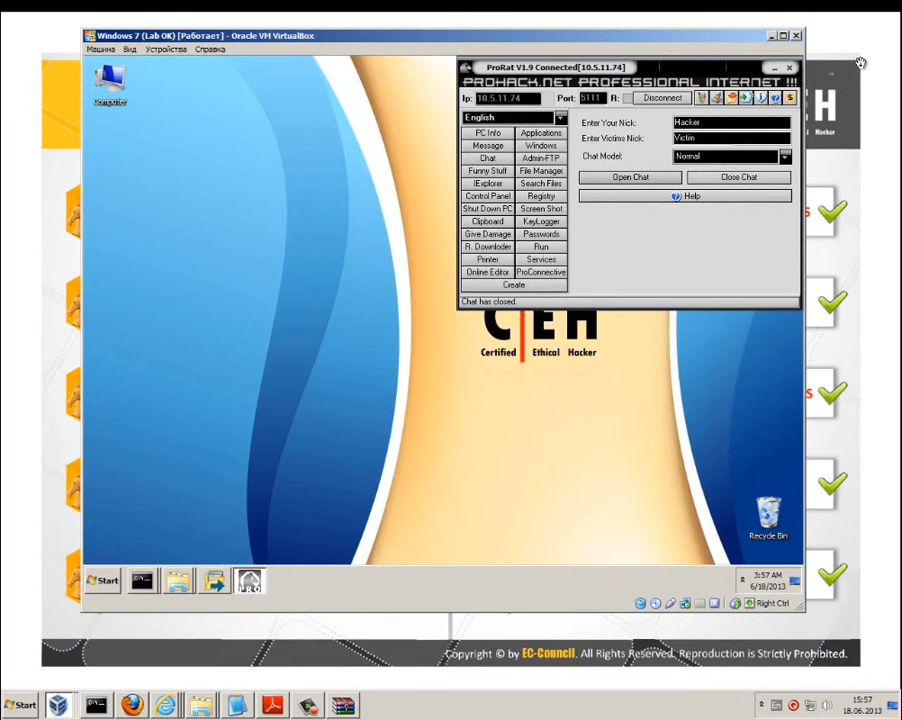 Windows 7 (Lab OK) [Работает] - Oracle VM VirtualBox
Машина Вид Устройства Справка
Computer
ProRat V1.9 Connected[10.5.11.74]
PROHACK.NET PROFESSIONAL INTERNET !!!
Ip: 10.5.11.74 Port: 5111 R: Disconnect
English
PC Info Applications
Message Windows
Chat Admin-FTP
Funny Stuff File Manager
IExplorer Search Files
Control Panel Registry
Shut Down PC Screen Shot
Clipboard KeyLogger
Give Damage Passwords
R. Downloder Run
Printer Services
Online Editor ProConnective
Create
Enter Your Nick: Hacker
Enter Victims Nick: Victim
Chat Model: Normal
Open Chat Close Chat
Help
Chat has closed.
H
Hacker
S
S
CEH
Certified Ethical Hacker
Recycle Bin
Start
3:57 AM
6/18/2013
Right Ctrl
Copyright © by EC-Council. All Rights Reserved. Reproduction is Strictly Prohibited.
Start
15:57
18.06.2013